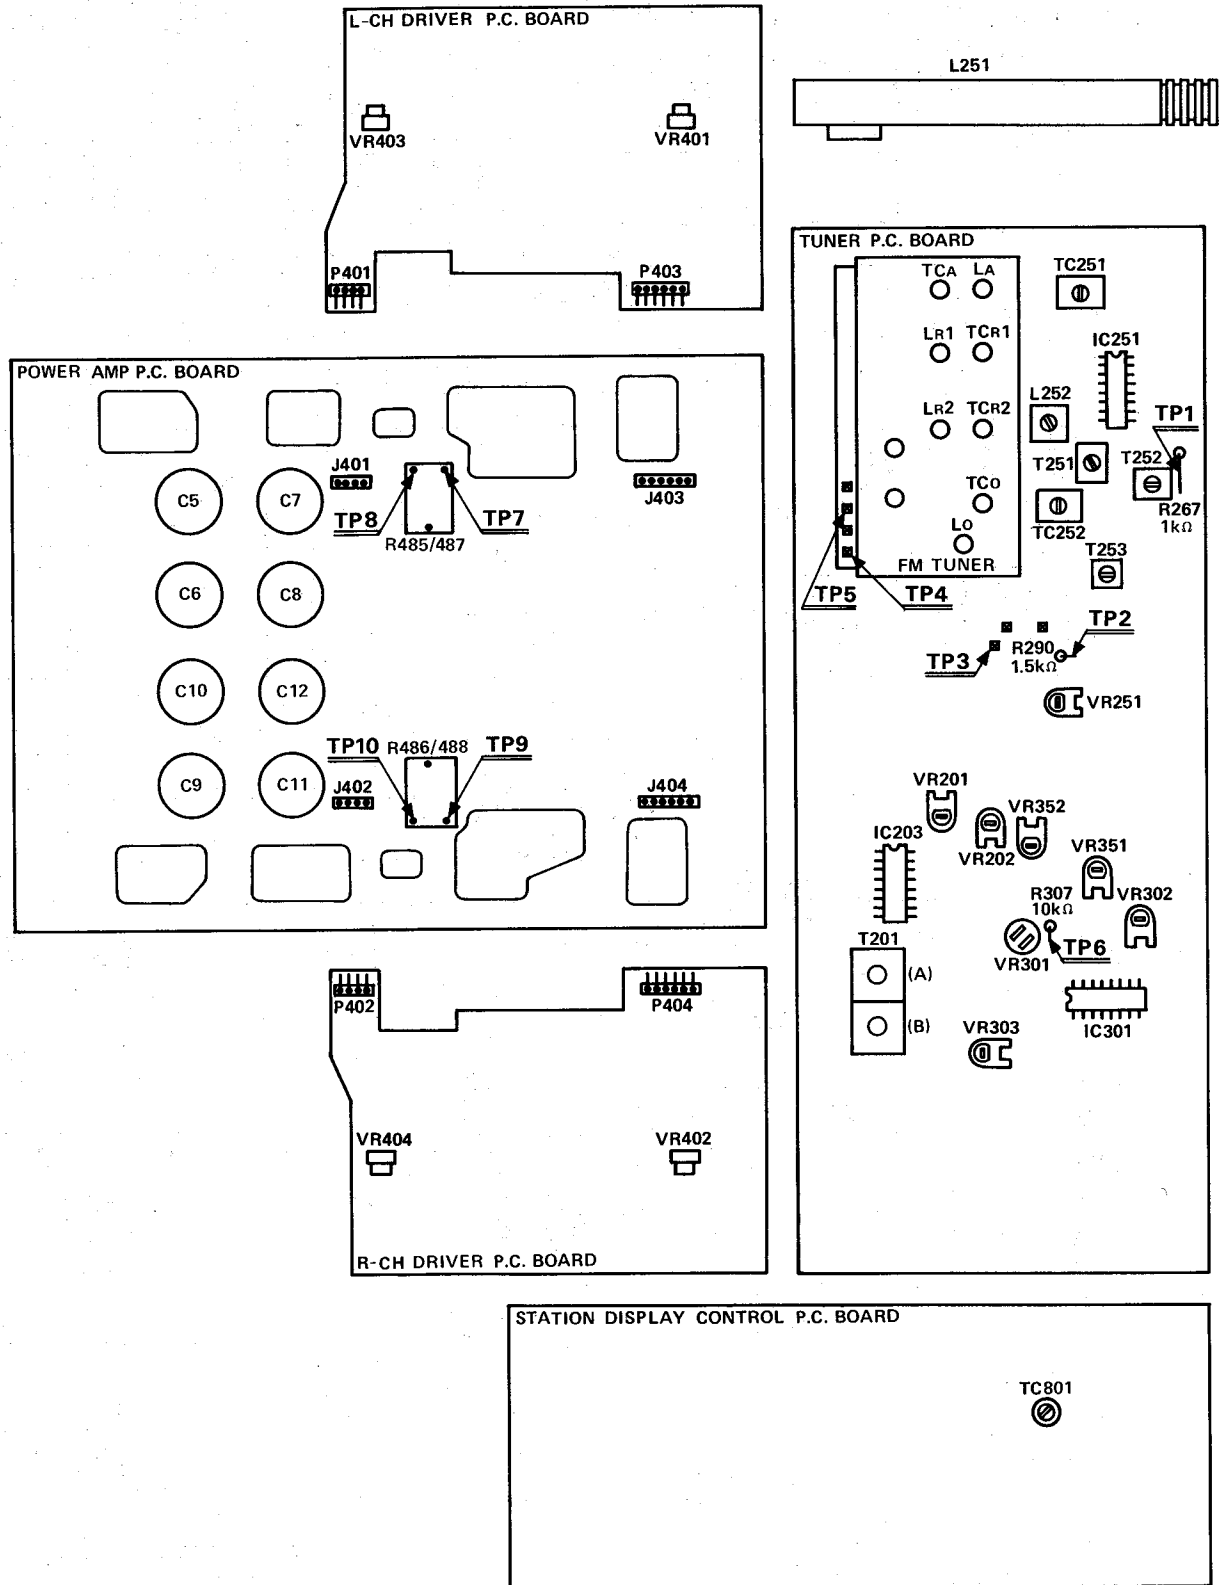 L-CH DRIVER P.C. BOARD
VR403
VR401
P401
P403
L251
POWER AMP P.C. BOARD
C5
C7
J401
J403
TP8
TP7
R485/487
C6
C8
C10
C12
TP10
R486/488
TP9
C9
C11
J402
J404
P402
P404
VR404
VR402
R-CH DRIVER P.C. BOARD
TUNER P.C. BOARD
TCA
LA
TC251
LR1
TCR1
IC251
LR2
TCR2
L252
TP1
T251
T252
TCO
R267
1kΩ
TC252
LO
FM TUNER
T253
TP5
TP4
TP2
R290
1.5kΩ
TP3
VR251
VR201
VR352
IC203
VR202
VR351
R307
10kΩ
VR302
T201
(A)
VR301
TP6
(B)
VR303
IC301
STATION DISPLAY CONTROL P.C. BOARD
TC801